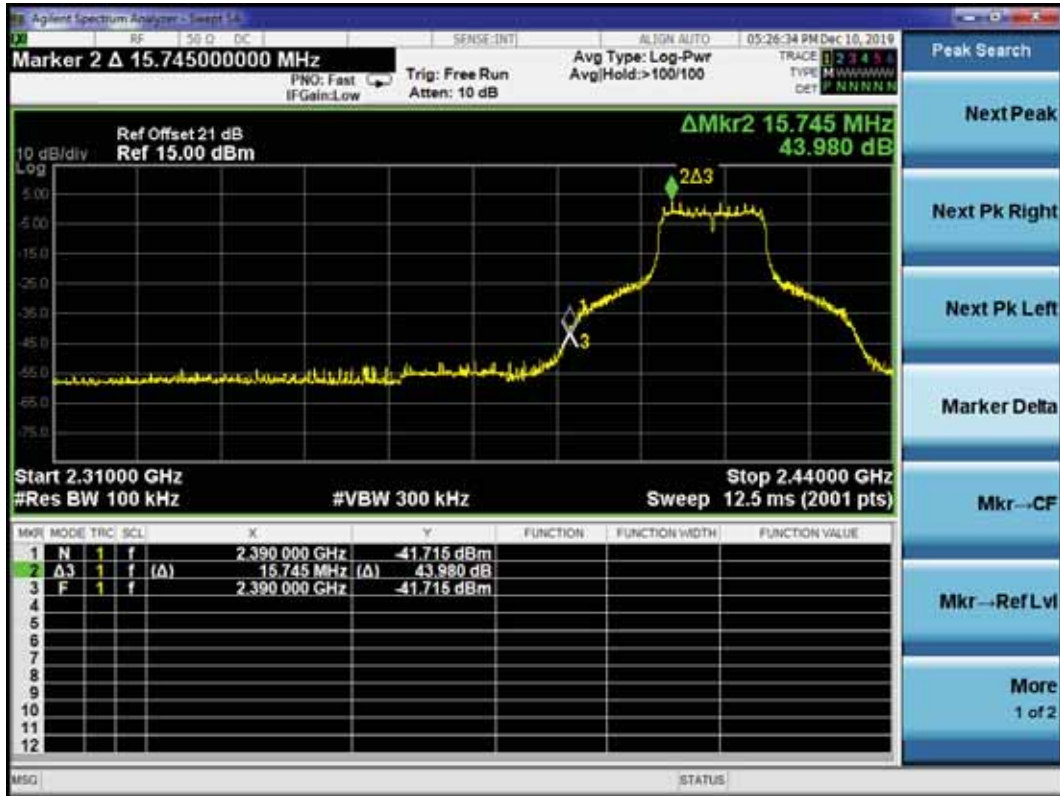 Agilent Spectrum Analyzer - Swept SA
RF 50 Ω DC SENSE:INT ALIGN AUTO 05:26:34 PM Dec 10, 2019
Marker 2 Δ 15.745000000 MHz
PNO: Fast
IFGain:Low
Trig: Free Run
Atten: 10 dB
Avg Type: Log-Pwr
Avg|Hold:>100/100
TRACE 1 2 3 4 5 6
TYPE M WWWWW
DET P N N N N N
Peak Search
Next Peak
Next Pk Right
Next Pk Left
Marker Delta
Mkr→CF
Mkr→Ref Lvl
More
1 of 2
ΔMkr2 15.745 MHz
43.980 dB
Ref Offset 21 dB
10 dB/div Ref 15.00 dBm
Log
5.00
-5.00
-15.0
-25.0
-35.0
-45.0
-55.0
-65.0
-75.0
2Δ3
1
3
Start 2.31000 GHz Stop 2.44000 GHz
#Res BW 100 kHz #VBW 300 kHz Sweep 12.5 ms (2001 pts)
MKR MODE TRC SCL X Y FUNCTION FUNCTION WIDTH FUNCTION VALUE
1 N 1 f 2.390 000 GHz -41.715 dBm
2 Δ3 1 f (Δ) 15.745 MHz (Δ) 43.980 dB
3 F 1 f 2.390 000 GHz -41.715 dBm
4
5
6
7
8
9
10
11
12
MSG STATUS